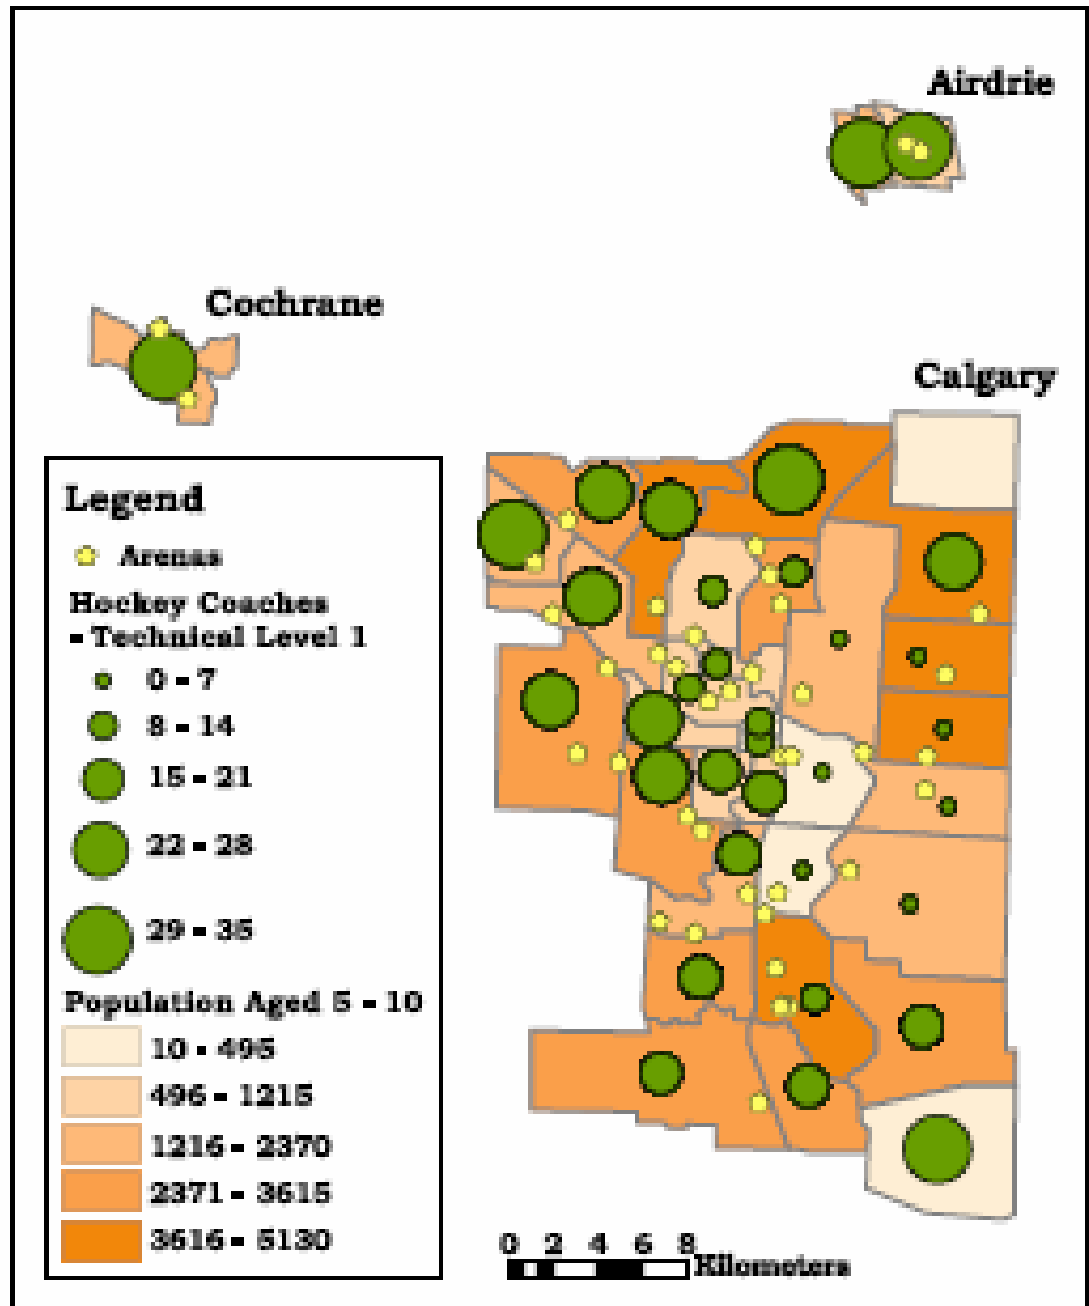 Airdrie
Cochrane
Calgary
Legend
Arenas
Hockey Coaches
- Technical Level 1
0 - 7
8 - 14
15 - 21
22 - 28
29 - 35
Population Aged 5 - 10
10 - 495
496 - 1215
1216 - 2370
2371 - 3615
3616 - 5130
0 2 4 6 8
Kilometers